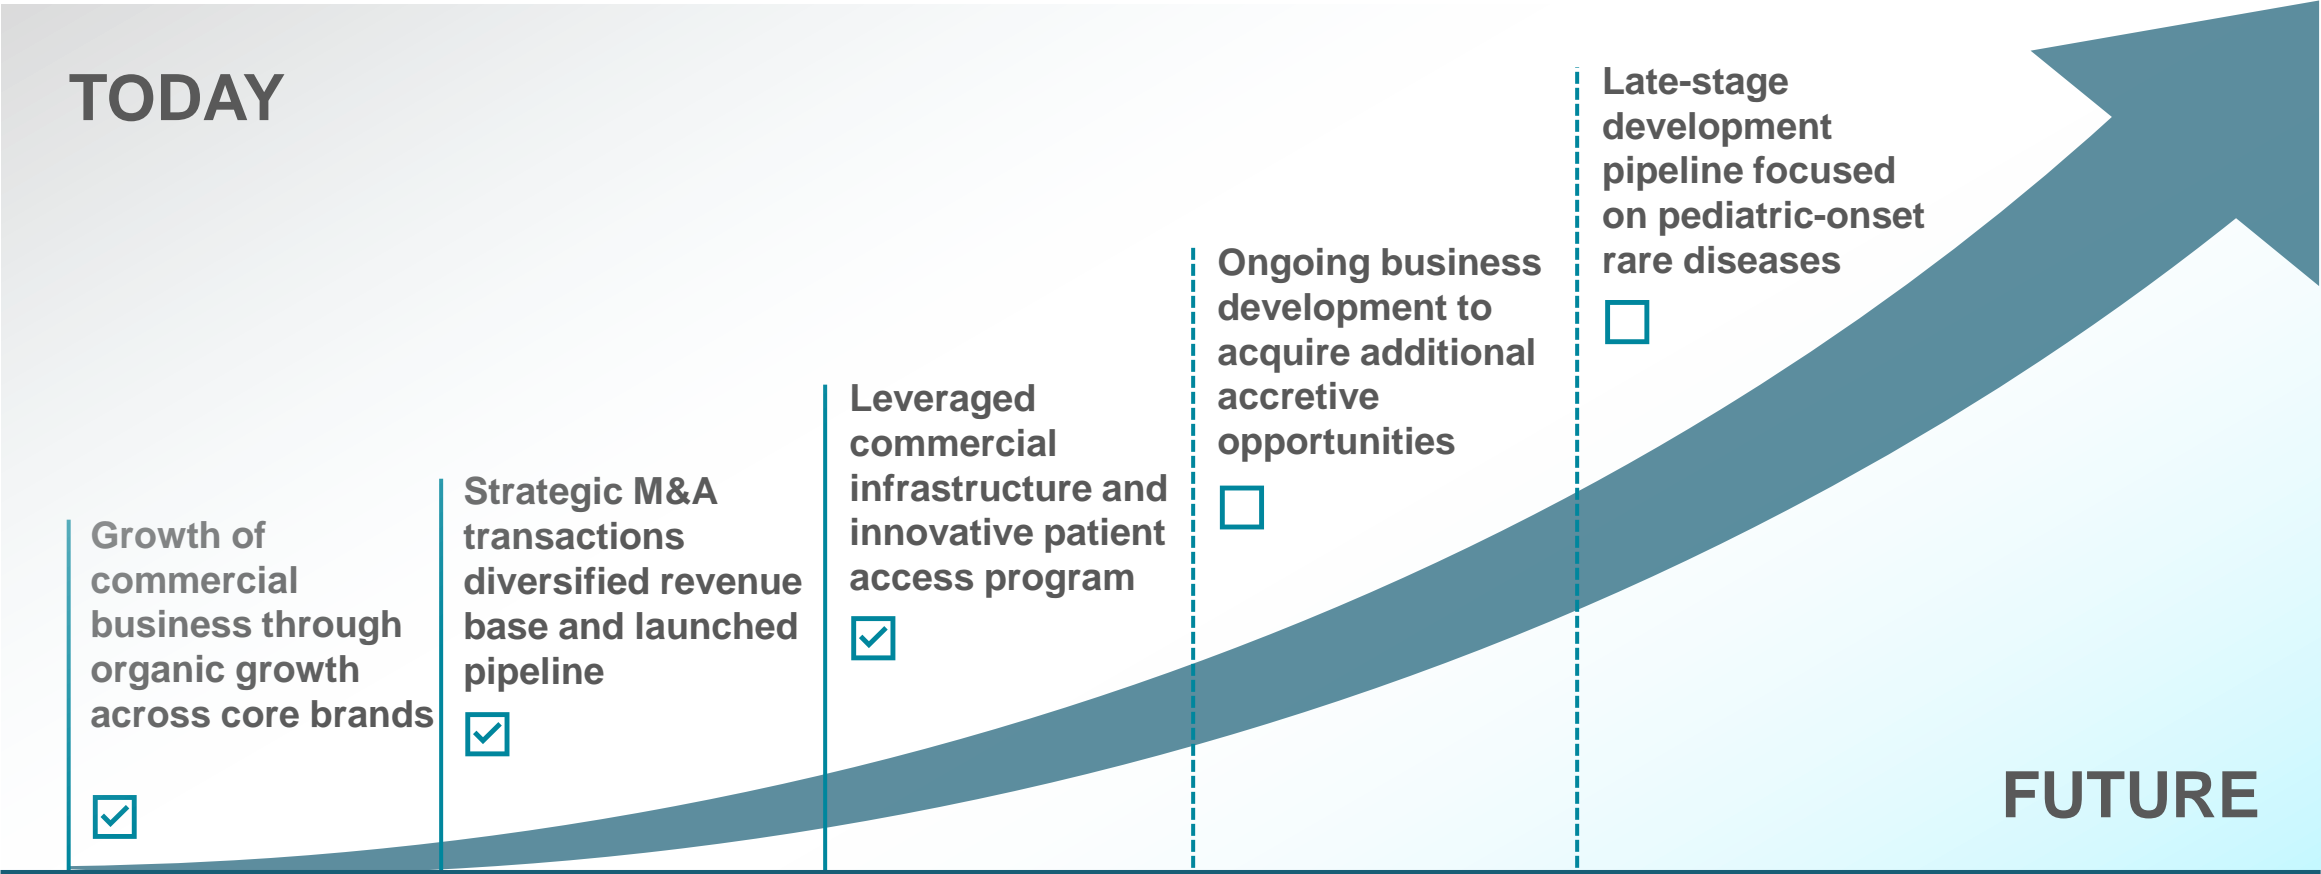 TODAY
Growth of
commercial
business through
organic growth
across core brands
Strategic M&A
transactions
diversified revenue
base and launched
pipeline
Leveraged
commercial
infrastructure and
innovative patient
access program
Ongoing business
development to
acquire additional
accretive
opportunities
Late-stage
development
pipeline focused
on pediatric-onset
rare diseases
FUTURE